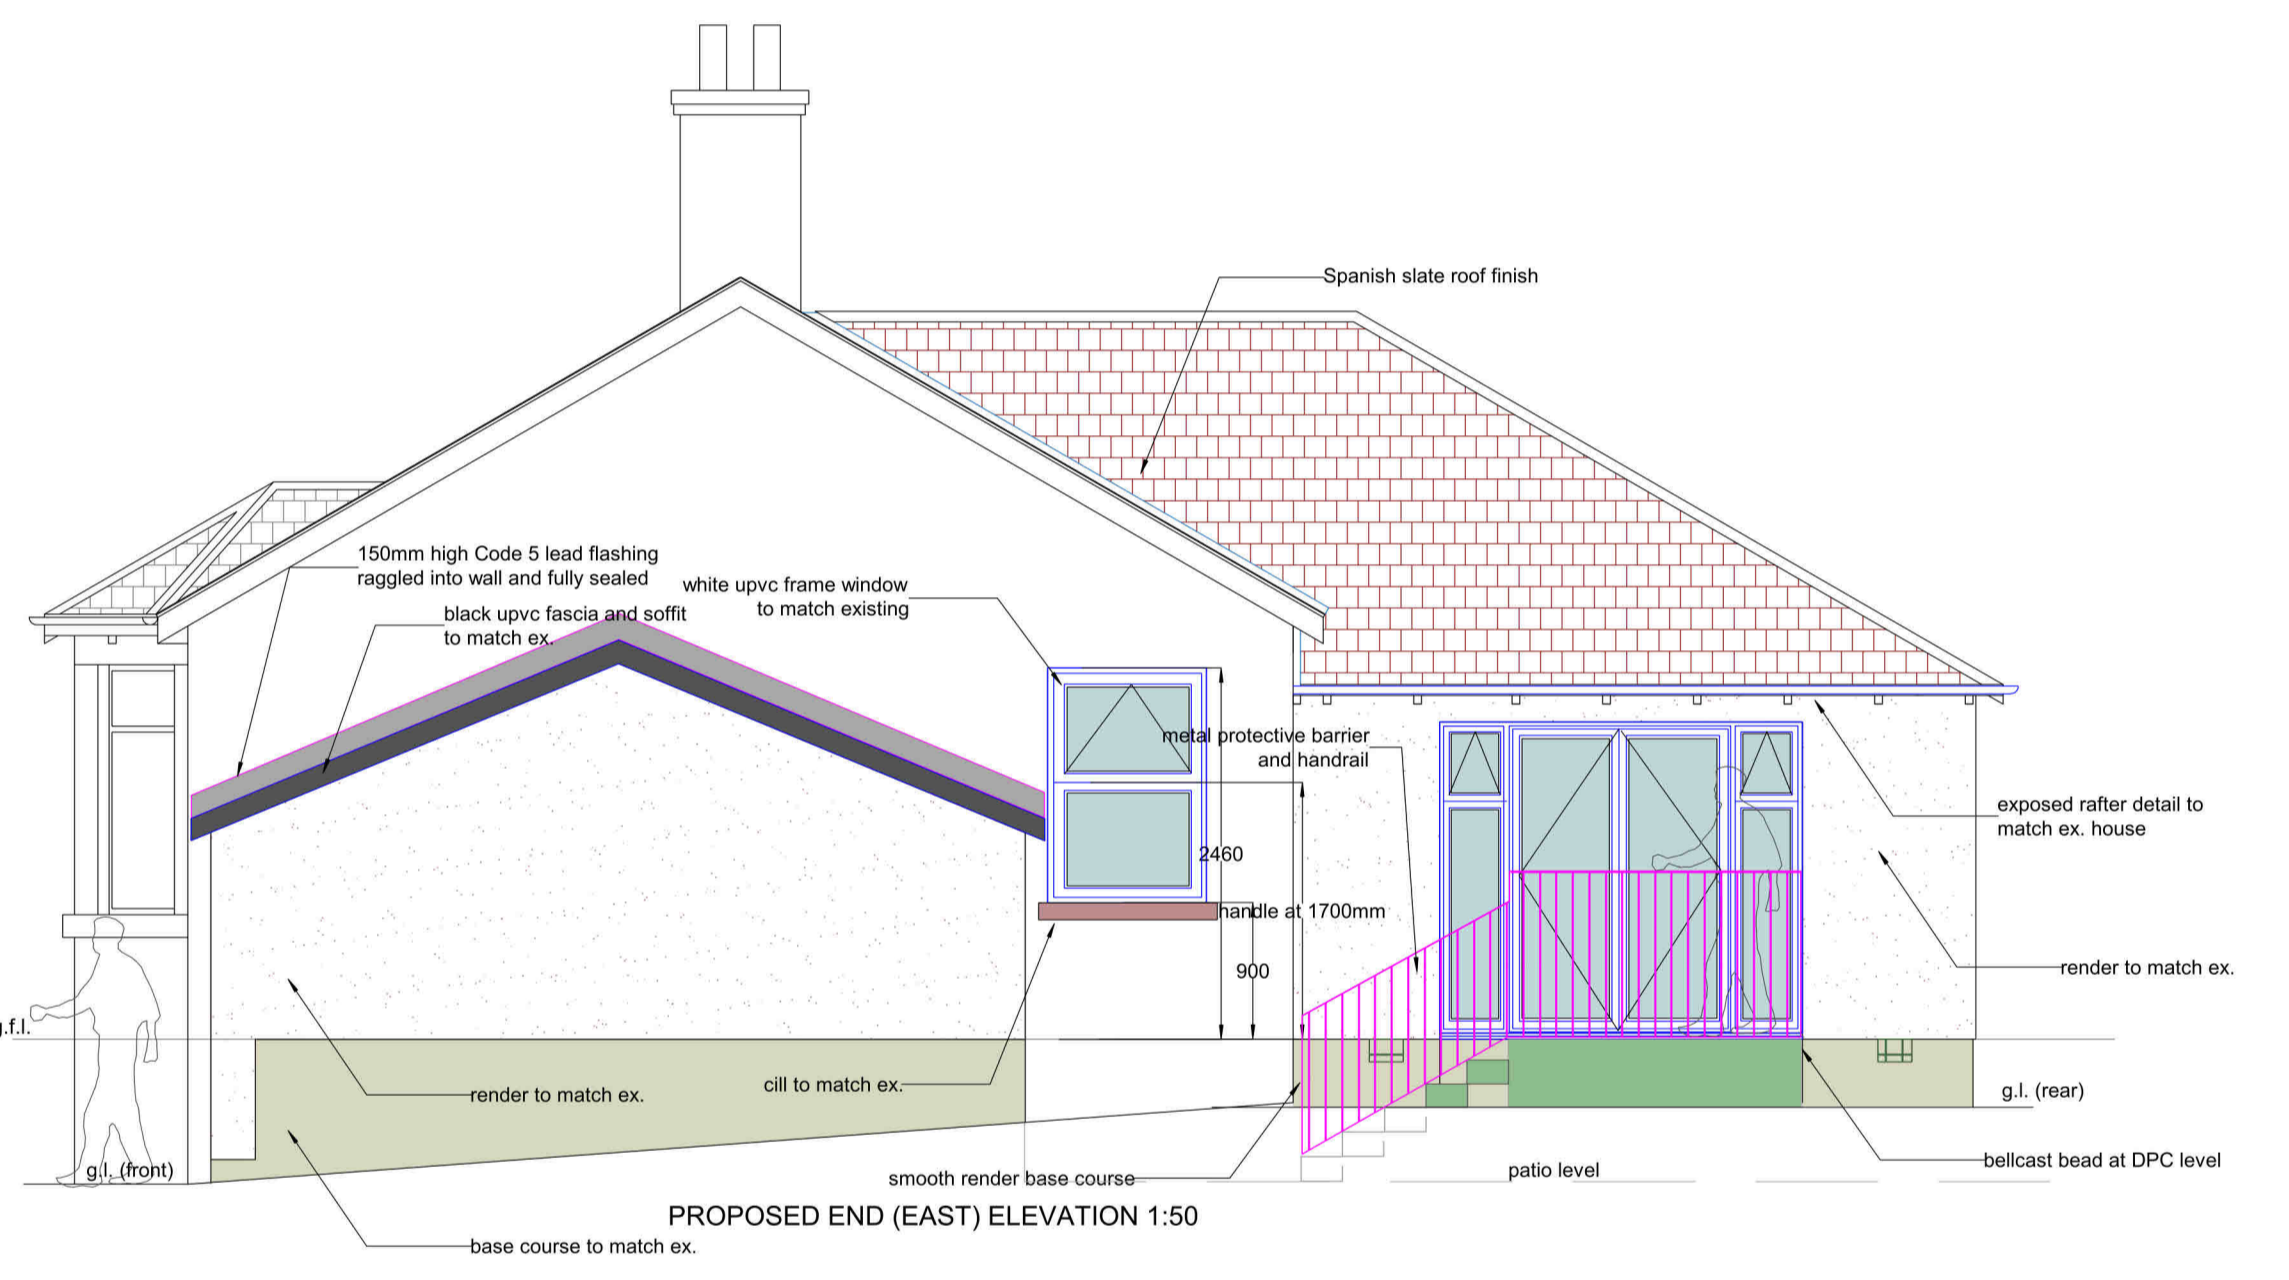 Spanish slate roof finish
150mm high Code 5 lead flashing
raggled into wall and fully sealed
white upvc frame window
to match existing
black upvc fascia and soffit
to match ex.
metal protective barrier
and handrail
exposed rafter detail to
match ex. house
2460
handle at 1700mm
900
render to match ex.
g.f.l.
cill to match ex.
render to match ex.
g.l. (rear)
g.l. (front)
smooth render base course
patio level
bellcast bead at DPC level
PROPOSED END (EAST) ELEVATION 1:50
base course to match ex.